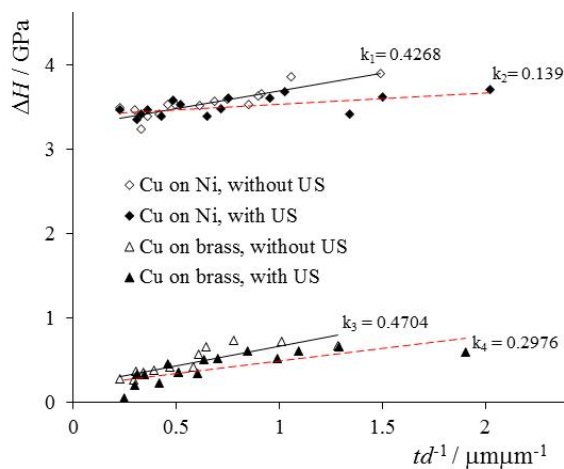 ΔH / GPa
4
3
2
1
0
k₁=0.4268
k₂=0.139
Cu on Ni, without US
Cu on Ni, with US
Cu on brass, without US
Cu on brass, with US
k₃ = 0.4704
k₄ = 0.2976
0
0.5
1
1.5
2
td⁻¹ / μmμm⁻¹